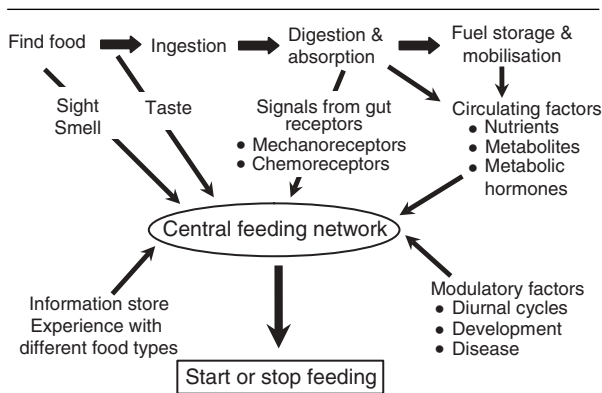 Find food
Ingestion
Digestion &
absorption
Fuel storage &
mobilisation
Sight
Smell
Taste
Signals from gut
receptors
• Mechanoreceptors
• Chemoreceptors
Circulating factors
• Nutrients
• Metabolites
• Metabolic
hormones
Central feeding network
Information store
Experience with
different food types
Modulatory factors
• Diurnal cycles
• Development
• Disease
Start or stop feeding